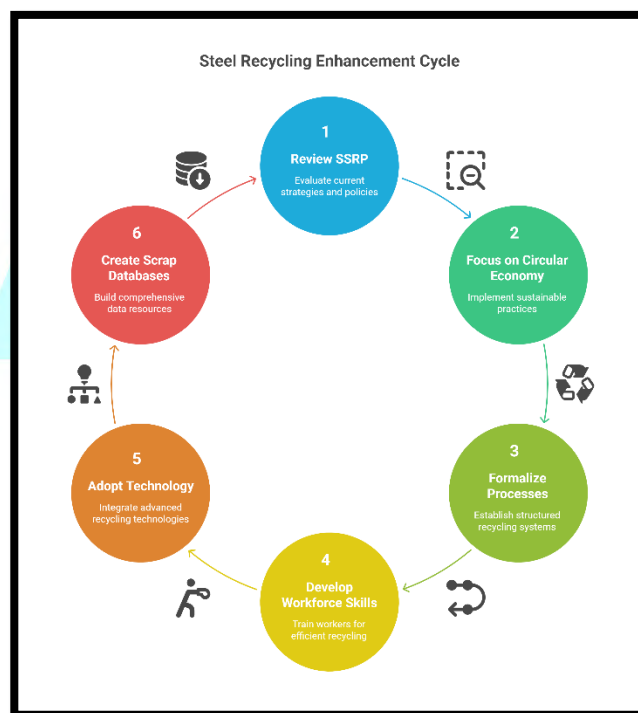 Steel Recycling Enhancement Cycle
1
Review SSRP
Evaluate current
strategies and policies
2
Focus on Circular
Economy
Implement sustainable
practices
3
Formalize
Processes
Establish structured
recycling systems
4
Develop
Workforce Skills
Train workers for
efficient recycling
5
Adopt Technology
Integrate advanced
recycling technologies
6
Create Scrap
Databases
Build comprehensive
data resources